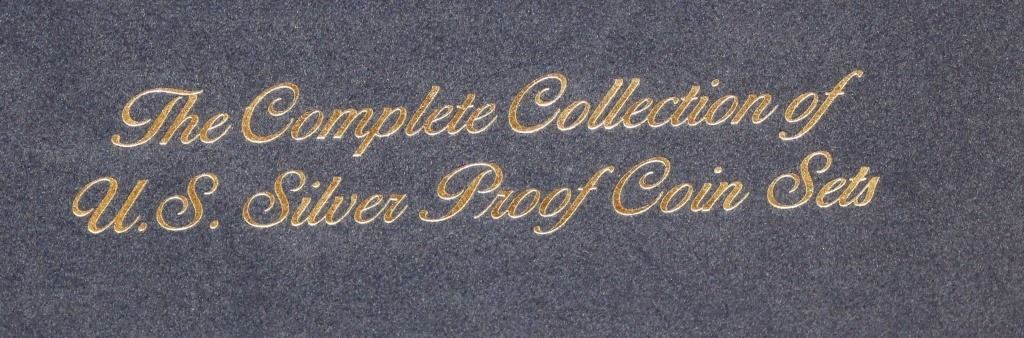 The Complete Collection of
U.S. Silver Proof Coin Sets